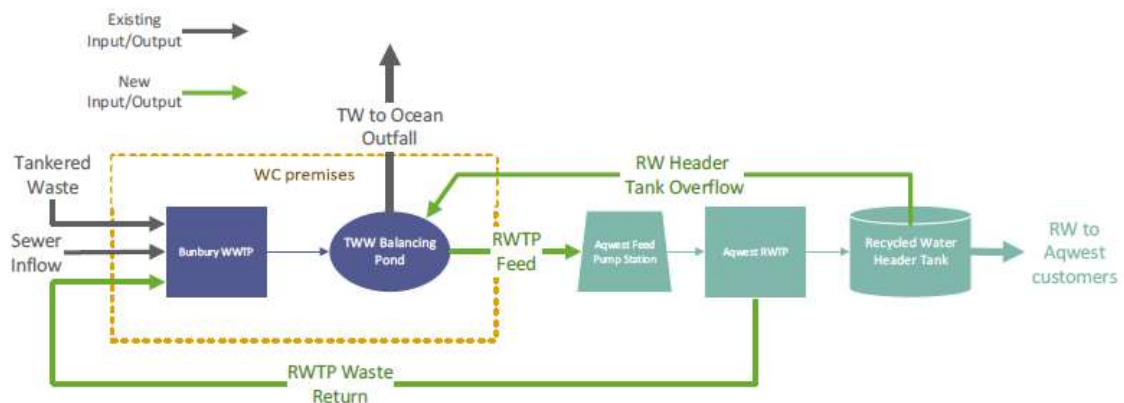 Existing
Input/Output
New
Input/Output
TW to Ocean
Outfall
Tankered
Waste
WC premises
RW Header
Tank Overflow
Sewer
Inflow
Bunbury WWTP
TWW Balancing
Pond
RWTP
Feed
Aqwest Feed
Pump Station
Aqwest RWTP
Recycled Water
Header Tank
RW to
Aqwest
customers
RWTP Waste
Return